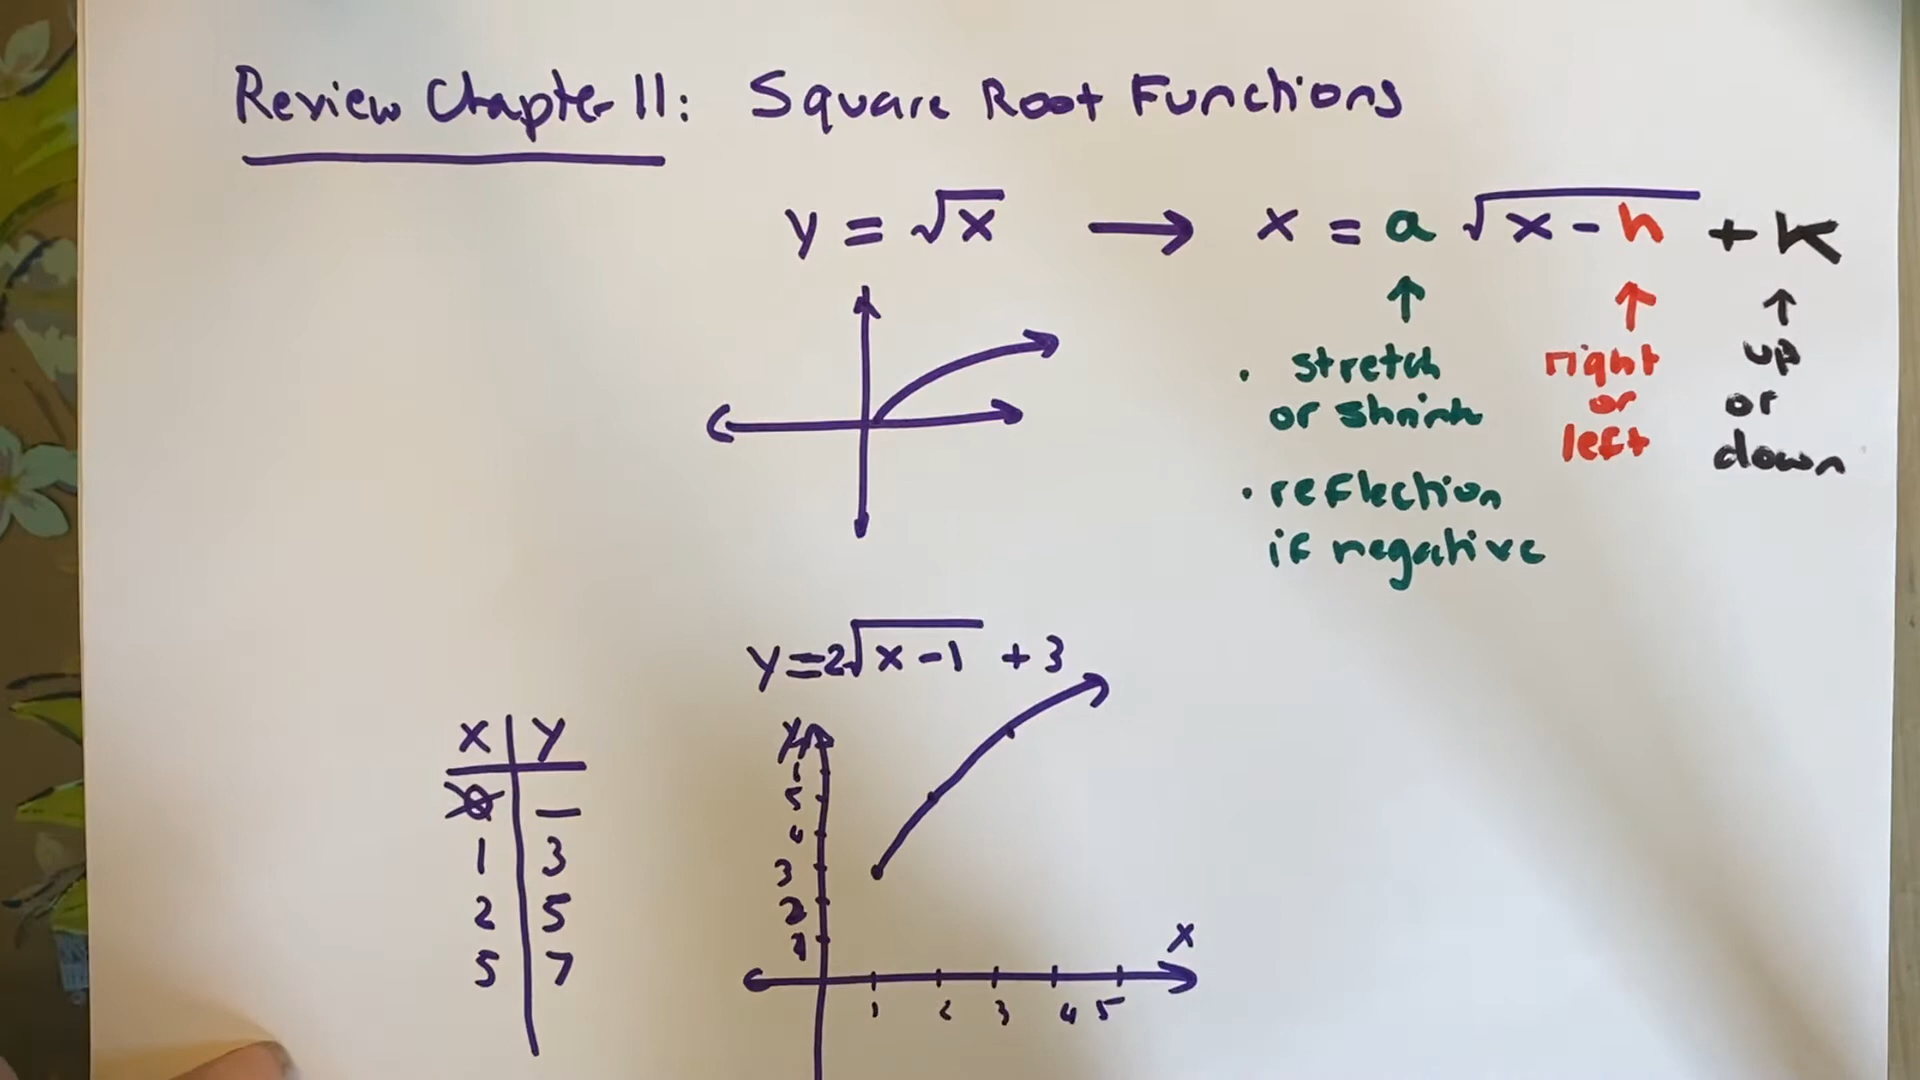 Review Chapter 11: Square Root Functions
y = √x → x = a √x - h + k
↑ ↑ ↑
• stretch or shrink
• reflection if negative
right or left
up or down
y = 2√x - 1 + 3
x y
0 —
1 3
2 5
5 7
y
6
5
4
3
2
1
x
1 2 3 4 5